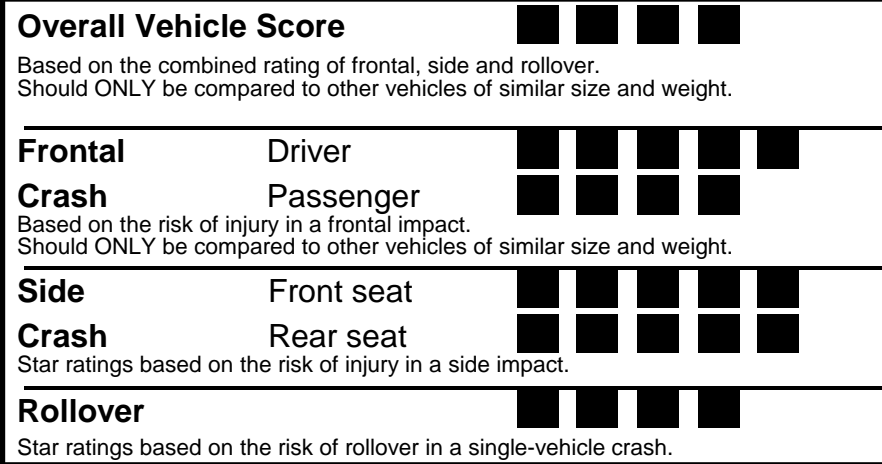 Overall Vehicle Score
Based on the combined rating of frontal, side and rollover.
Should ONLY be compared to other vehicles of similar size and weight.
Frontal Driver
Crash Passenger
Based on the risk of injury in a frontal impact.
Should ONLY be compared to other vehicles of similar size and weight.
Side Front seat
Crash Rear seat
Star ratings based on the risk of injury in a side impact.
Rollover
Star ratings based on the risk of rollover in a single-vehicle crash.